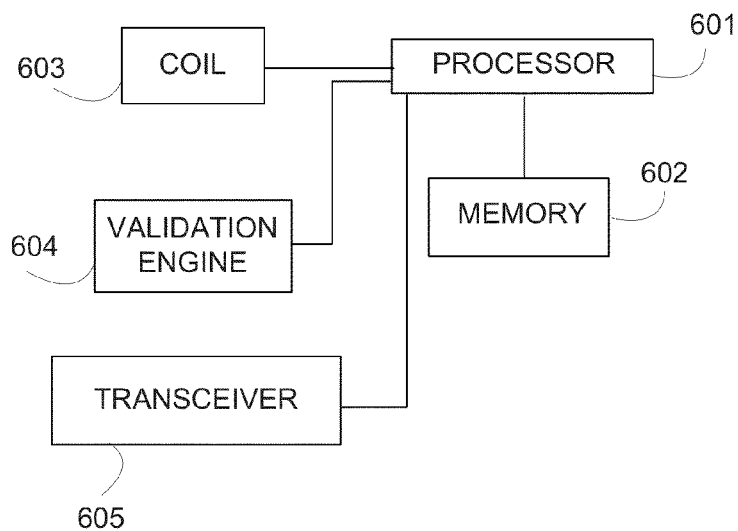 601
603
COIL
PROCESSOR
602
MEMORY
604
VALIDATION
ENGINE
TRANSCEIVER
605